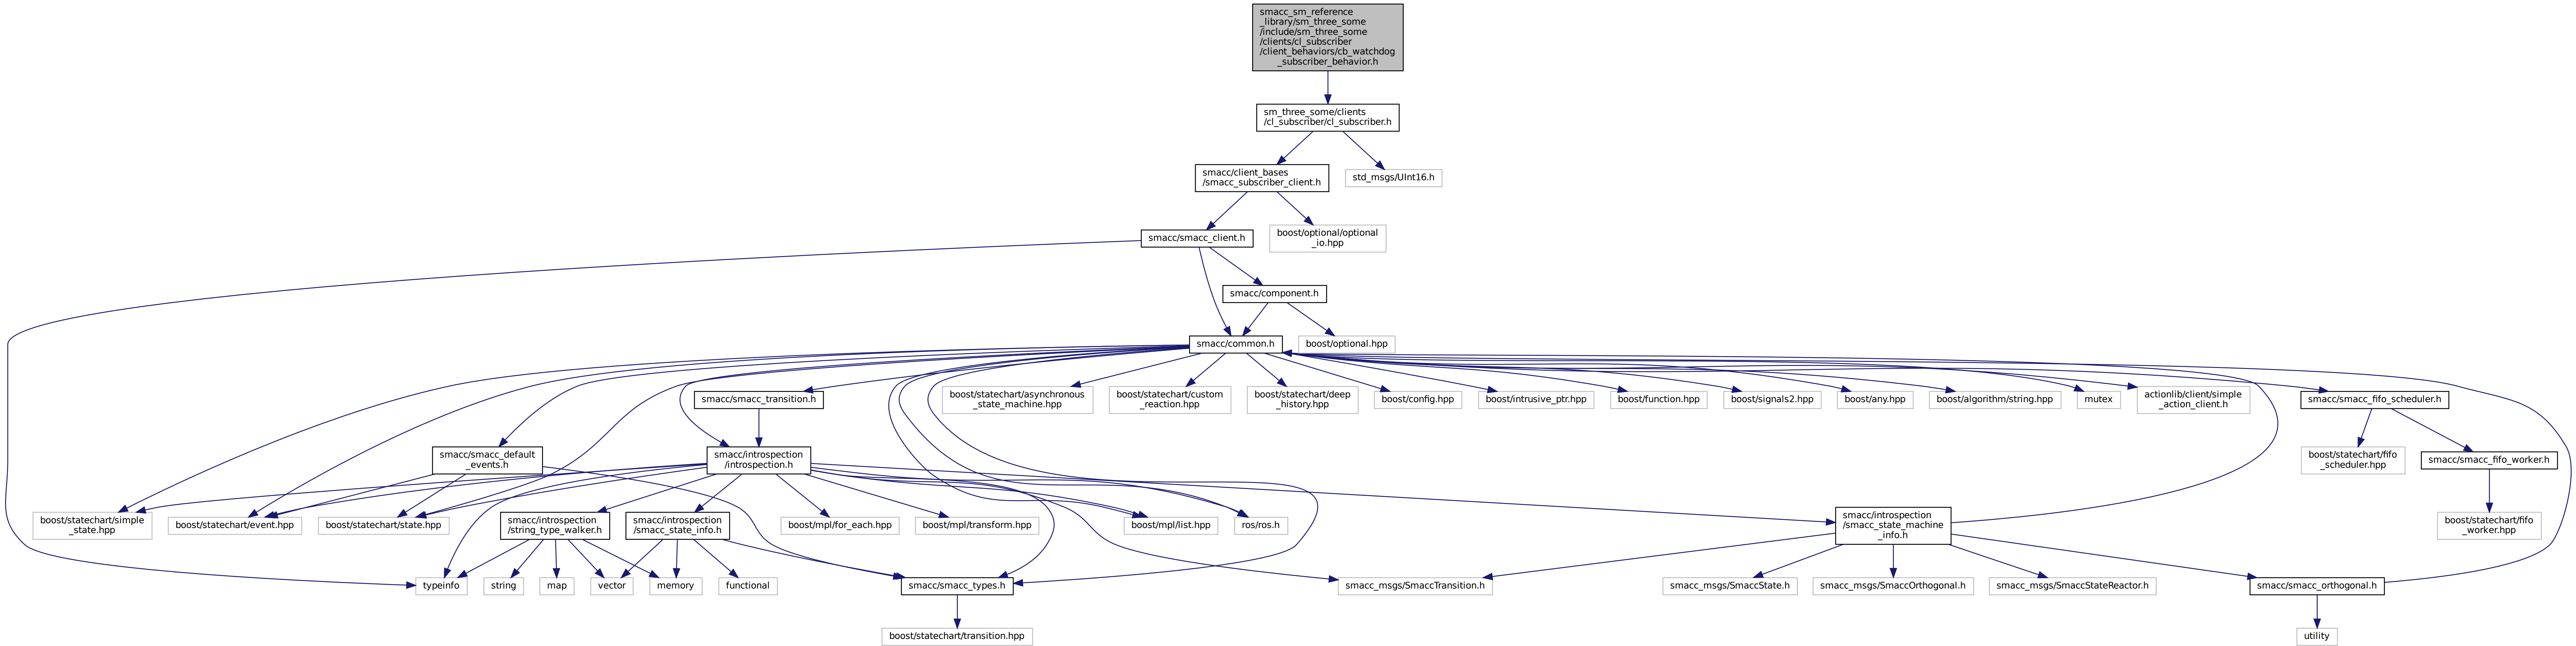 smacc_sm_reference
_library/sm_three_some
/include/sm_three_some
/clients/cl_subscriber
/client_behaviors/cb_watchdog
_subscriber_behavior.h
sm_three_some/clients
/cl_subscriber/cl_subscriber.h
smacc/client_bases
/smacc_subscriber_client.h
std_msgs/UInt16.h
smacc/smacc_client.h
boost/optional/optional
_io.hpp
smacc/component.h
smacc/common.h
boost/optional.hpp
smacc/smacc_transition.h
boost/statechart/asynchronous
_state_machine.hpp
boost/statechart/custom
_reaction.hpp
boost/statechart/deep
_history.hpp
boost/config.hpp
boost/intrusive_ptr.hpp
boost/function.hpp
boost/signals2.hpp
boost/any.hpp
boost/algorithm/string.hpp
mutex
actionlib/client/simple
_action_client.h
smacc/smacc_fifo_scheduler.h
smacc/smacc_default
_events.h
smacc/introspection
/introspection.h
boost/statechart/fifo
_scheduler.hpp
smacc/smacc_fifo_worker.h
boost/statechart/simple
_state.hpp
boost/statechart/event.hpp
boost/statechart/state.hpp
smacc/introspection
/string_type_walker.h
smacc/introspection
/smacc_state_info.h
boost/mpl/for_each.hpp
boost/mpl/transform.hpp
boost/mpl/list.hpp
ros/ros.h
smacc/introspection
/smacc_state_machine
_info.h
boost/statechart/fifo
_worker.hpp
typeinfo
string
map
vector
memory
functional
smacc/smacc_types.h
smacc_msgs/SmaccTransition.h
smacc_msgs/SmaccState.h
smacc_msgs/SmaccOrthogonal.h
smacc_msgs/SmaccStateReactor.h
smacc/smacc_orthogonal.h
boost/statechart/transition.hpp
utility